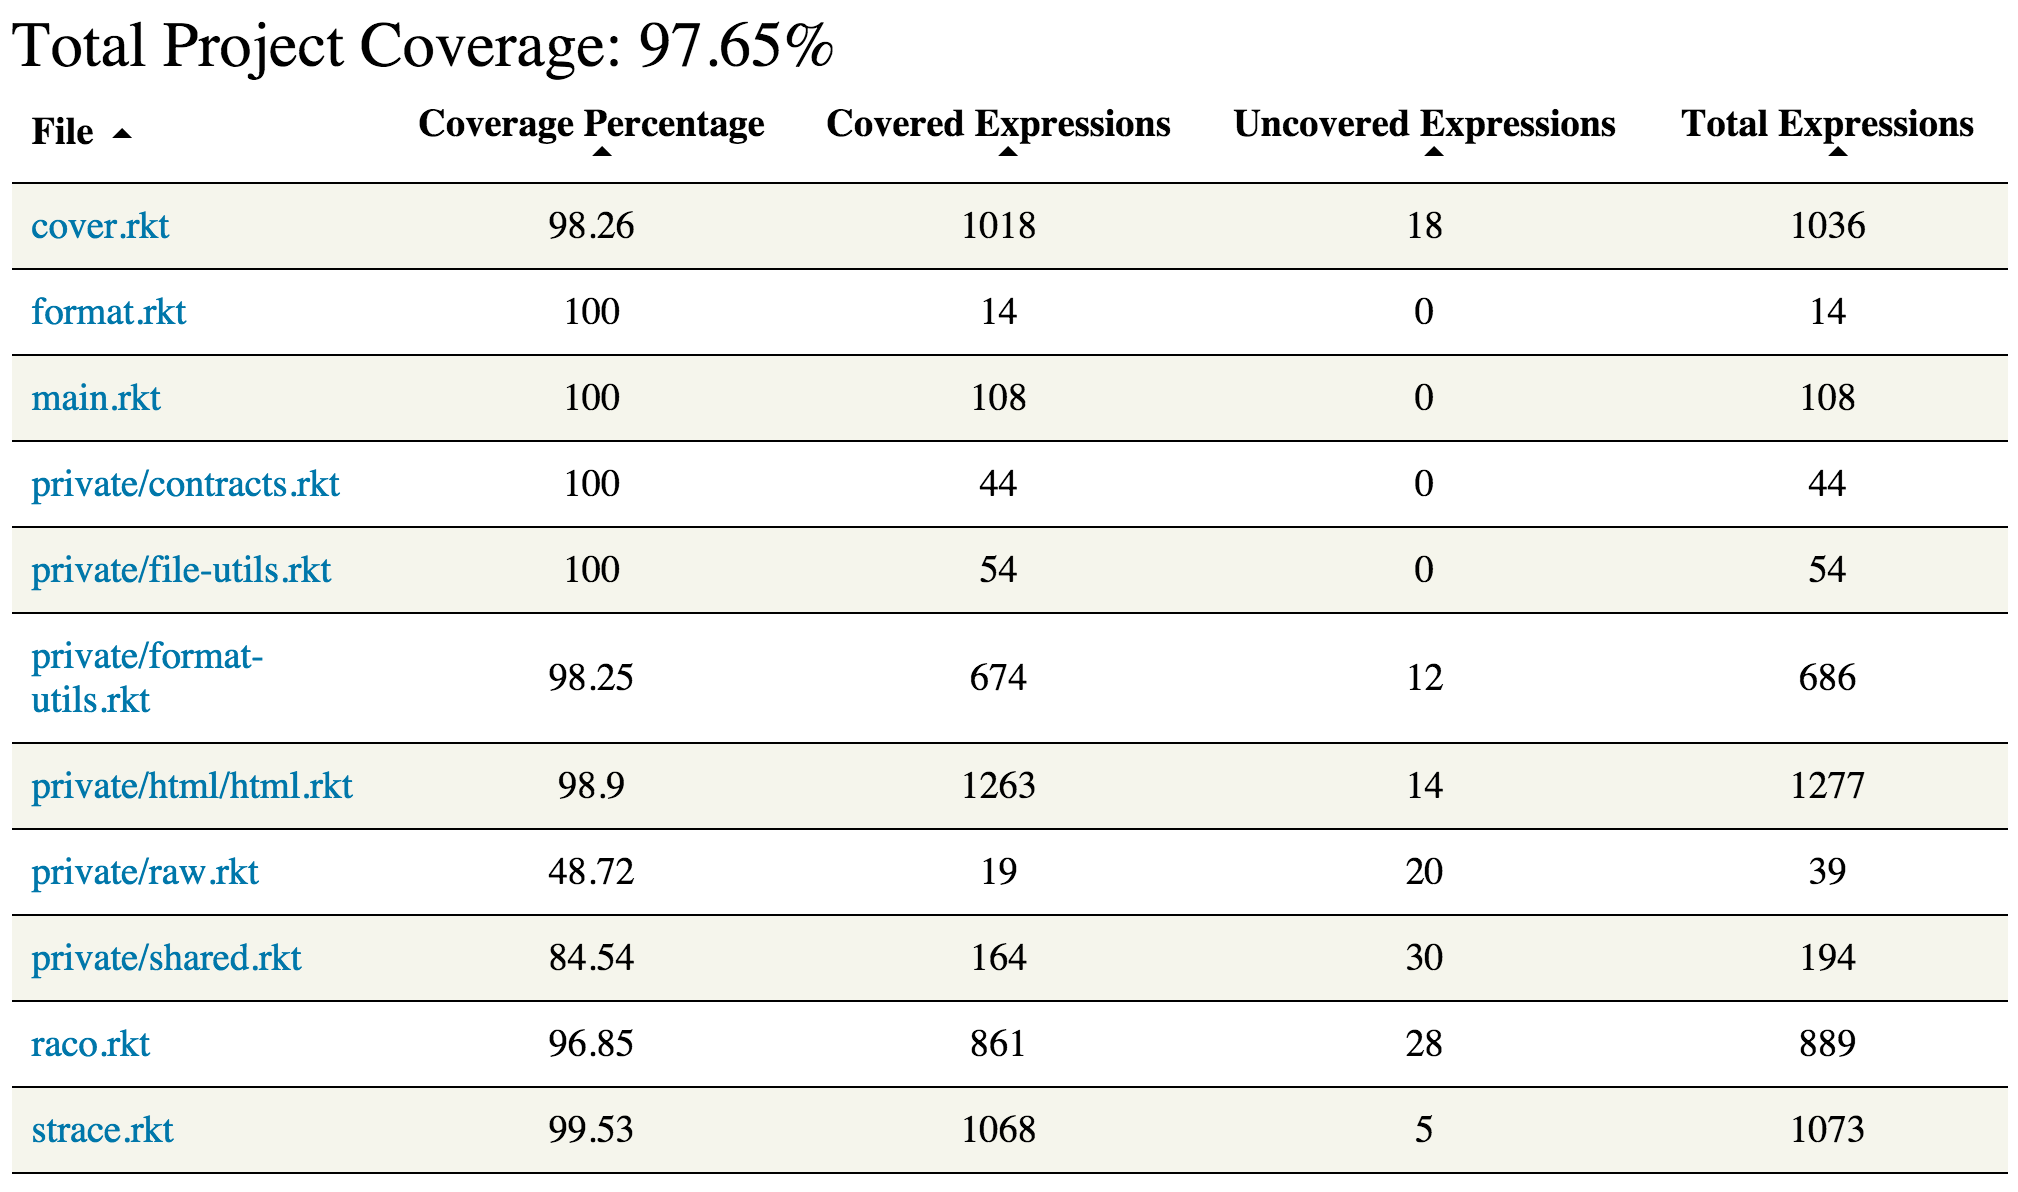 Total Project Coverage: 97.65%
File Coverage Percentage Covered Expressions Uncovered Expressions Total Expressions
cover.rkt 98.26 1018 18 1036
format.rkt 100 14 0 14
main.rkt 100 108 0 108
private/contracts.rkt 100 44 0 44
private/file-utils.rkt 100 54 0 54
private/format-
utils.rkt 98.25 674 12 686
private/html/html.rkt 98.9 1263 14 1277
private/raw.rkt 48.72 19 20 39
private/shared.rkt 84.54 164 30 194
raco.rkt 96.85 861 28 889
strace.rkt 99.53 1068 5 1073